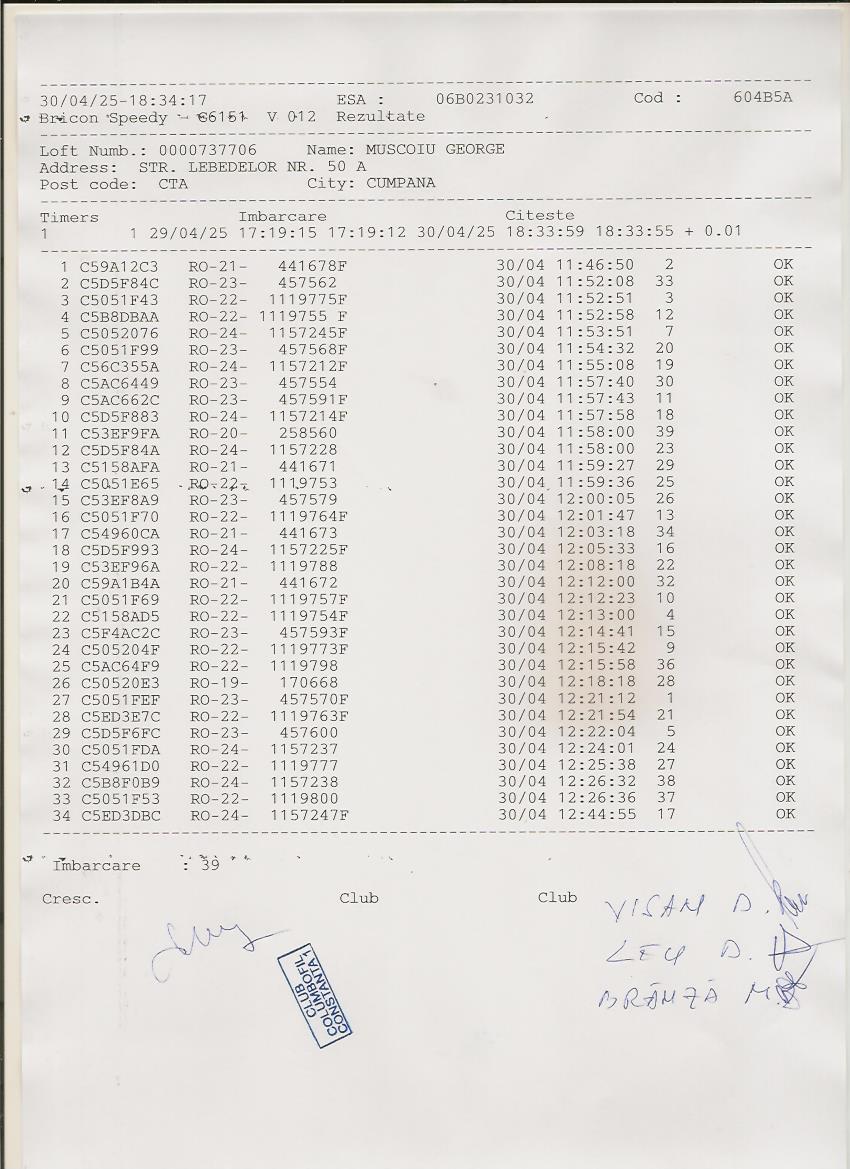 30/04/25-18:34:17 ESA : 06B0231032 Cod : 604B5A
Bricon Speedy - C6151 V 012 Rezultate
Loft Numb.: 0000737706 Name: MUSCOIU GEORGE
Address: STR. LEBEDELOR NR. 50 A
Post code: CTA City: CUMPANA
Timers Imbarcare Citeste
1 1 29/04/25 17:19:15 17:19:12 30/04/25 18:33:59 18:33:55 + 0.01
1 C59A12C3 RO-21- 441678F 30/04 11:46:50 2 OK
2 C5D5F84C RO-23- 457562 30/04 11:52:08 33 OK
3 C5051F43 RO-22- 1119775F 30/04 11:52:51 3 OK
4 C5B8DBAA RO-22- 1119755 F 30/04 11:52:58 12 OK
5 C5052076 RO-24- 1157245F 30/04 11:53:51 7 OK
6 C5051F99 RO-23- 457568F 30/04 11:54:32 20 OK
7 C56C355A RO-24- 1157212F 30/04 11:55:08 19 OK
8 C5AC6449 RO-23- 457554 30/04 11:57:40 30 OK
9 C5AC662C RO-23- 457591F 30/04 11:57:43 11 OK
10 C5D5F883 RO-24- 1157214F 30/04 11:57:58 18 OK
11 C53EF9FA RO-20- 258560 30/04 11:58:00 39 OK
12 C5D5F84A RO-24- 1157228 30/04 11:58:00 23 OK
13 C5158AFA RO-21- 441671 30/04 11:59:27 29 OK
14 C5051E65 RO-22- 1119753 30/04 11:59:36 25 OK
15 C53EF8A9 RO-23- 457579 30/04 12:00:05 26 OK
16 C5051F70 RO-22- 1119764F 30/04 12:01:47 13 OK
17 C54960CA RO-21- 441673 30/04 12:03:18 34 OK
18 C5D5F993 RO-24- 1157225F 30/04 12:05:33 16 OK
19 C53EF96A RO-22- 1119788 30/04 12:08:18 22 OK
20 C59A1B4A RO-21- 441672 30/04 12:12:00 32 OK
21 C5051F69 RO-22- 1119757F 30/04 12:12:23 10 OK
22 C5158AD5 RO-22- 1119754F 30/04 12:13:00 4 OK
23 C5F4AC2C RO-23- 457593F 30/04 12:14:41 15 OK
24 C505204F RO-22- 1119773F 30/04 12:15:42 9 OK
25 C5AC64F9 RO-22- 1119798 30/04 12:15:58 36 OK
26 C50520E3 RO-19- 170668 30/04 12:18:18 28 OK
27 C5051FEF RO-23- 457570F 30/04 12:21:12 1 OK
28 C5ED3E7C RO-22- 1119763F 30/04 12:21:54 21 OK
29 C5D5F6FC RO-23- 457600 30/04 12:22:04 5 OK
30 C5051FDA RO-24- 1157237 30/04 12:24:01 24 OK
31 C54961D0 RO-22- 1119777 30/04 12:25:38 27 OK
32 C5B8F0B9 RO-24- 1157238 30/04 12:26:32 38 OK
33 C5051F53 RO-22- 1119800 30/04 12:26:36 37 OK
34 C5ED3DBC RO-24- 1157247F 30/04 12:44:55 17 OK
Imbarcare : 39
Cresc. Club Club
VISAN D.
LEU D.
BRÂNZĂ M.
CLUB
COLUMBOFIL
CONSTANTA 1